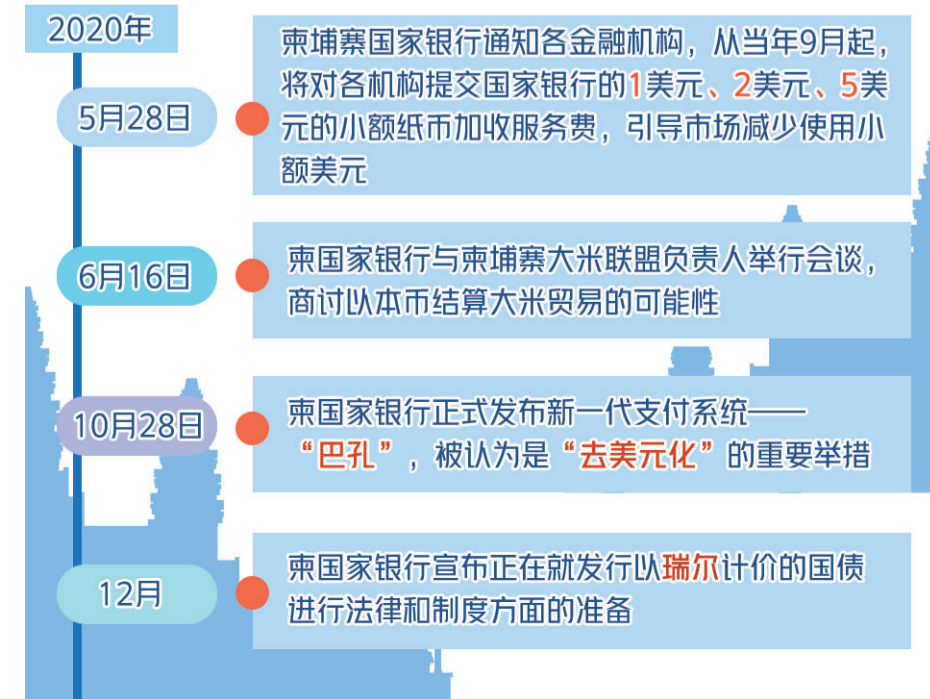 2020年
5月28日
柬埔寨国家银行通知各金融机构，从当年9月起，
将对各机构提交国家银行的1美元、2美元、5美
元的小额纸币加收服务费，引导市场减少使用小
额美元
6月16日
柬国家银行与柬埔寨大米联盟负责人举行会谈，
商讨以本币结算大米贸易的可能性
10月28日
柬国家银行正式发布新一代支付系统——
“巴孔”，被认为是“去美元化”的重要举措
12月
柬国家银行宣布正在就发行以瑞尔计价的国债
进行法律和制度方面的准备